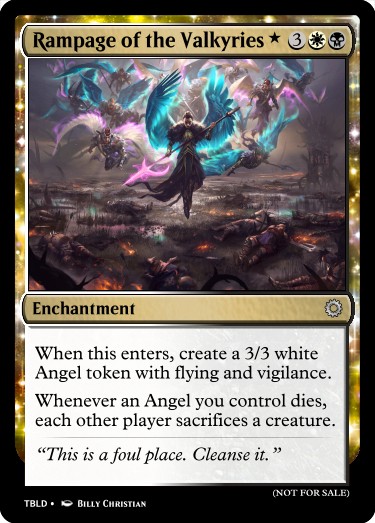 Rampage of the Valkyries ★ 3
Enchantment
When this enters, create a 3/3 white
Angel token with flying and vigilance.
Whenever an Angel you control dies,
each other player sacrifices a creature.
“This is a foul place. Cleanse it.”
(NOT FOR SALE)
TBLD • Billy Christian